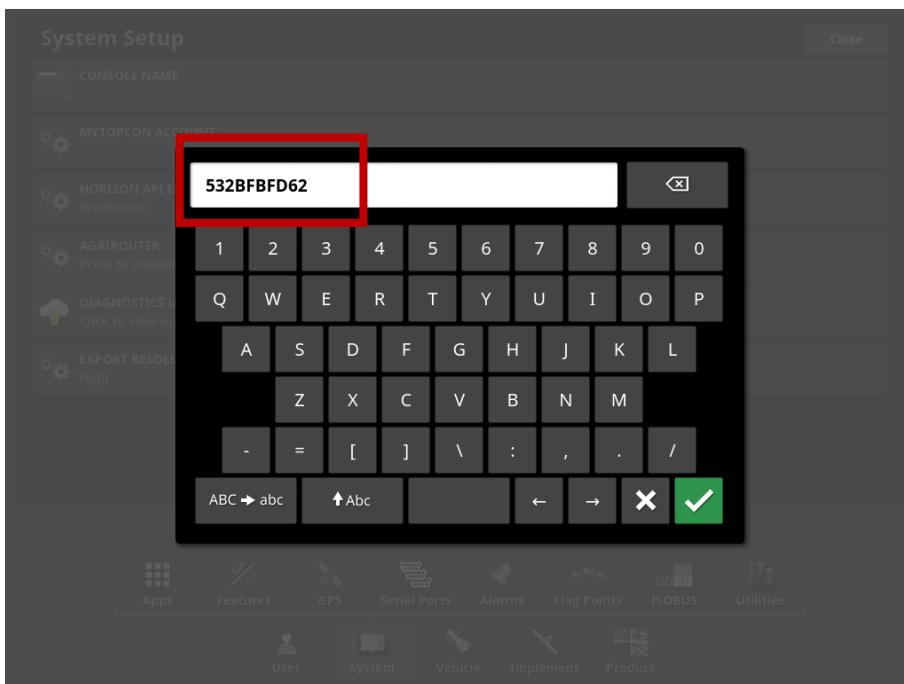 System Setup
Close
CONSOLE NAME
MYTOPCON ACCOUNT
532BFBFD62
HORIZON API E
Production
1 2 3 4 5 6 7 8 9 0
AGRIROUTER
Press to onboar
Q W E R T Y U I O P
DIAGNOSTICS U
Click to view or
A S D F G H J K L
EXPORT RESOLU
High
Z X C V B N M
- = [ ] \ : , . /
ABC → abc Abc ← →
Apps Features GPS Serial Ports Alarms Flag Points ISOBUS Utilities
User System Vehicle Implement Product